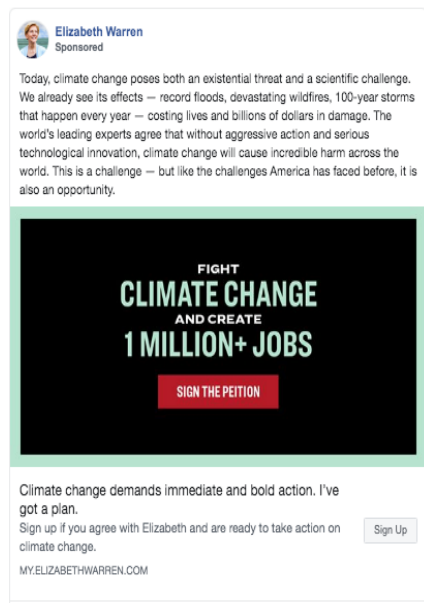 Elizabeth Warren
Sponsored
Today, climate change poses both an existential threat and a scientific challenge.
We already see its effects — record floods, devastating wildfires, 100-year storms
that happen every year — costing lives and billions of dollars in damage. The
world's leading experts agree that without aggressive action and serious
technological innovation, climate change will cause incredible harm across the
world. This is a challenge — but like the challenges America has faced before, it is
also an opportunity.
FIGHT
CLIMATE CHANGE
AND CREATE
1 MILLION+ JOBS
SIGN THE PEITION
Climate change demands immediate and bold action. I've
got a plan.
Sign up if you agree with Elizabeth and are ready to take action on
climate change.
Sign Up
MY.ELIZABETHWARREN.COM